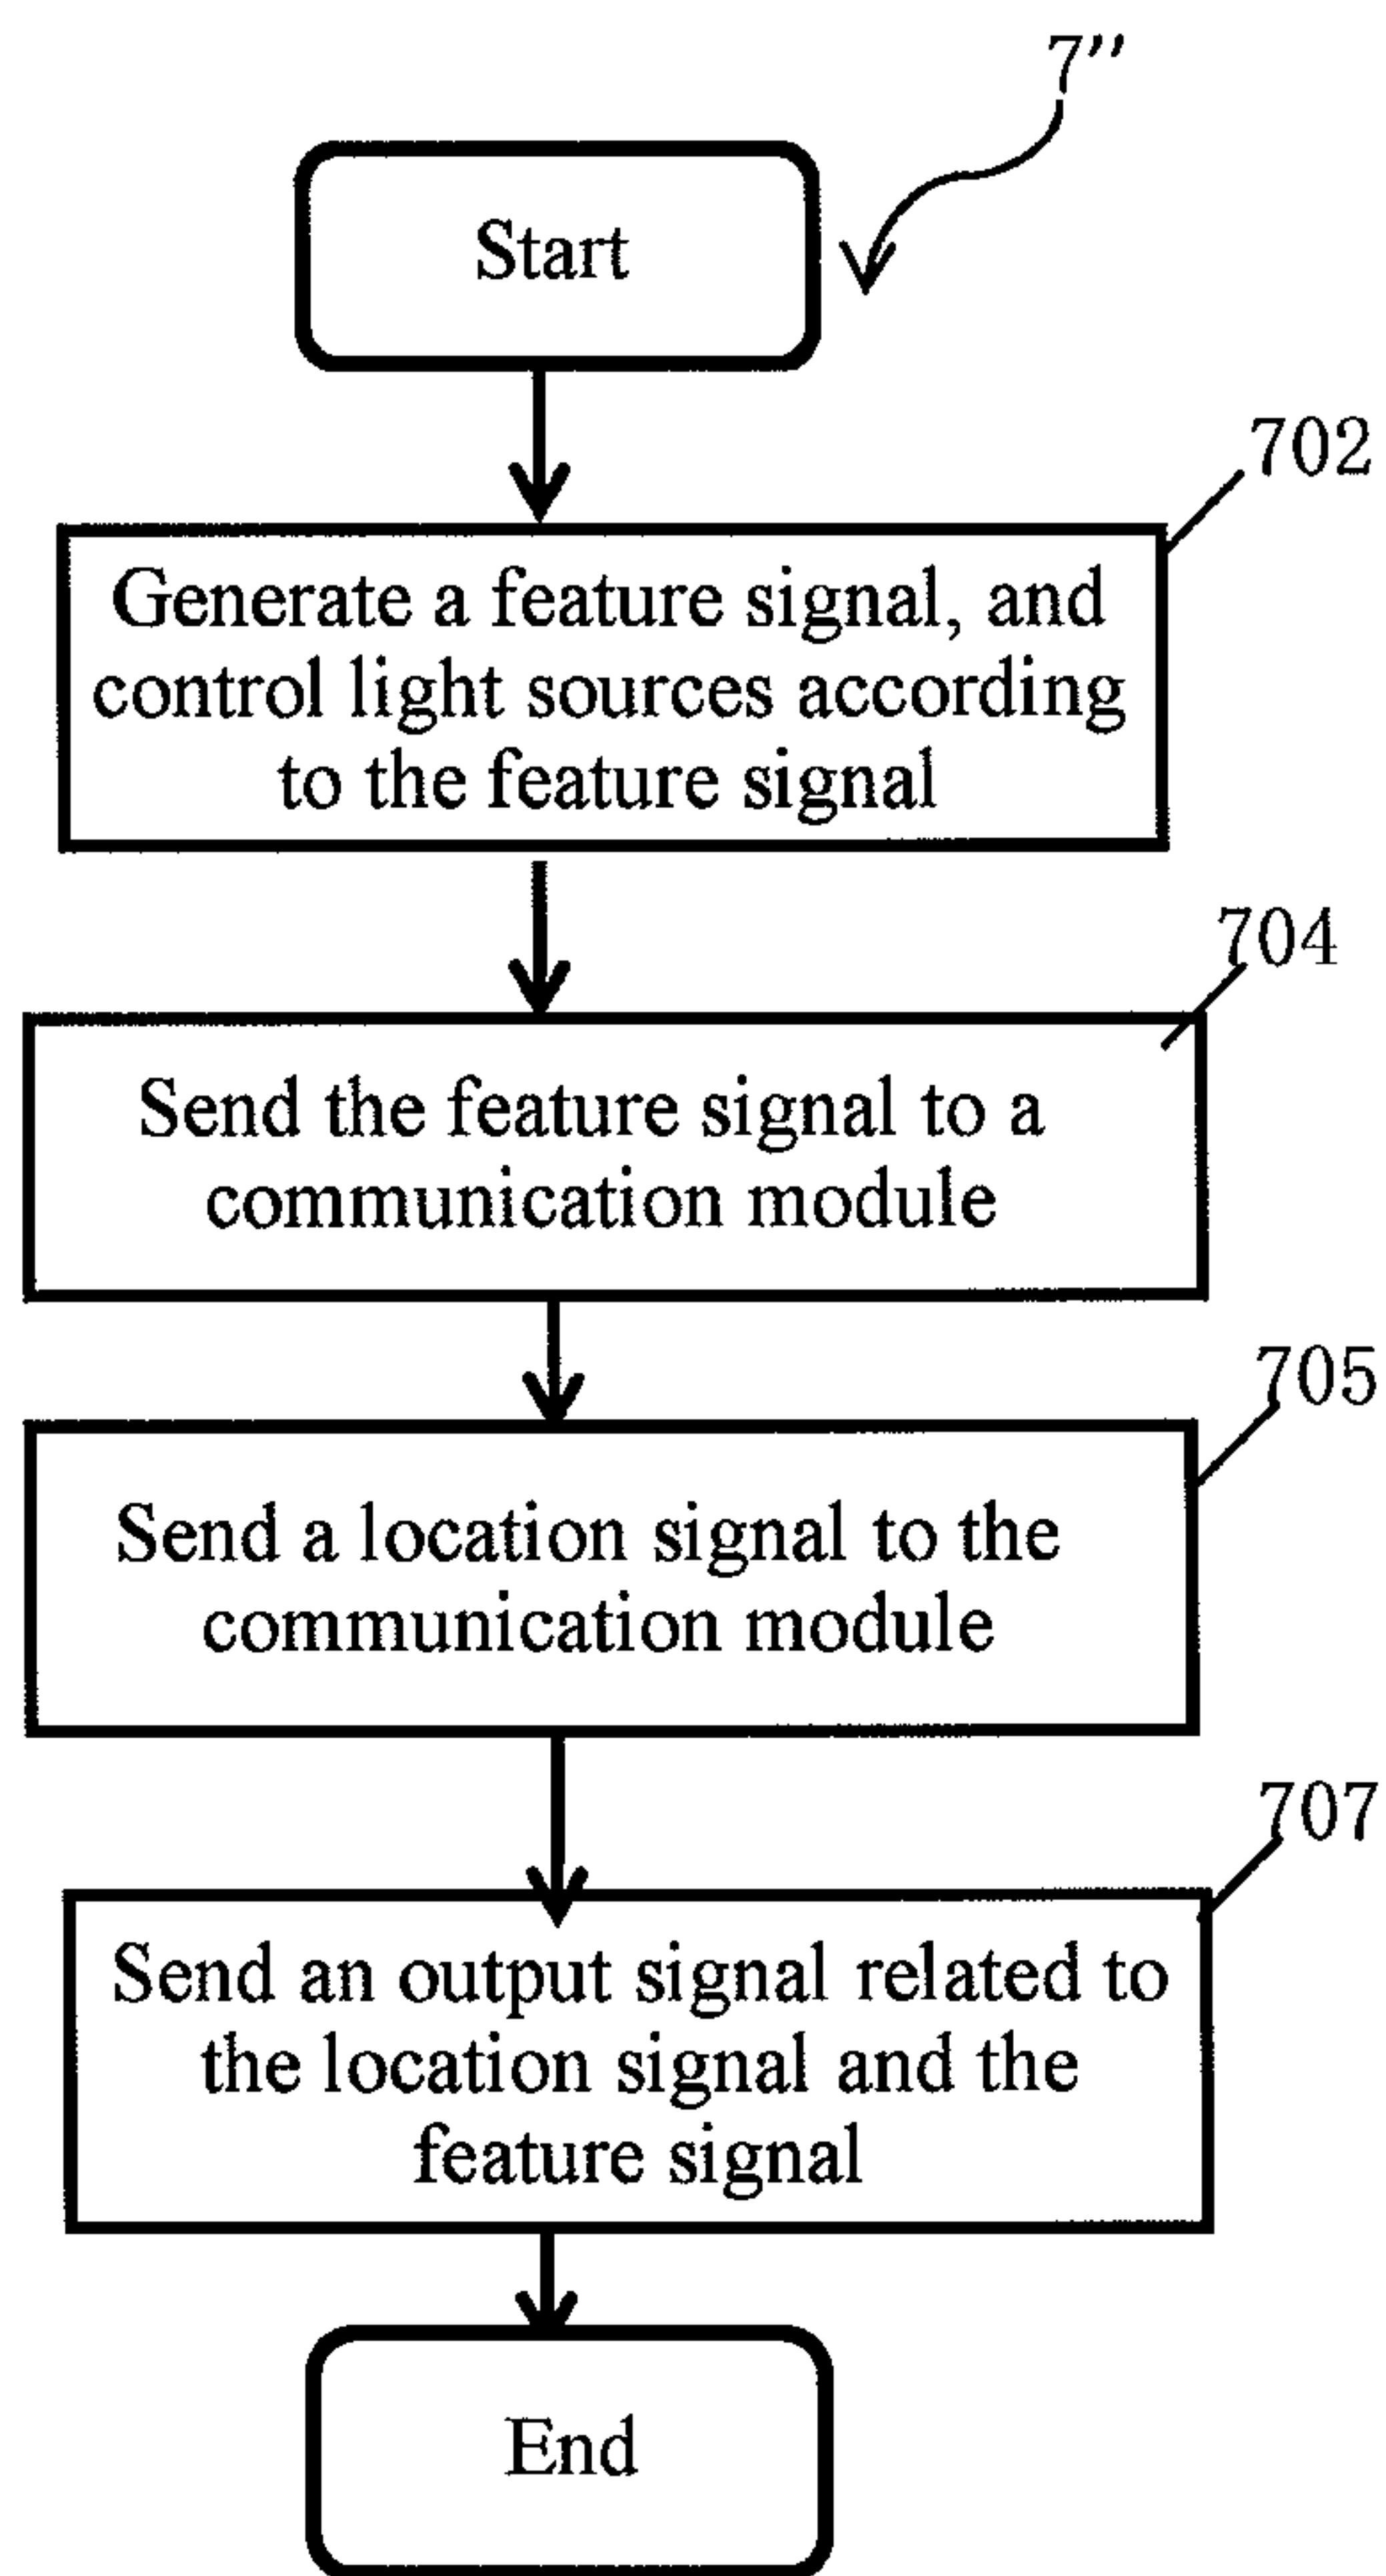 7''
Start
702
Generate a feature signal, and
control light sources according
to the feature signal
704
Send the feature signal to a
communication module
705
Send a location signal to the
communication module
707
Send an output signal related to
the location signal and the
feature signal
End